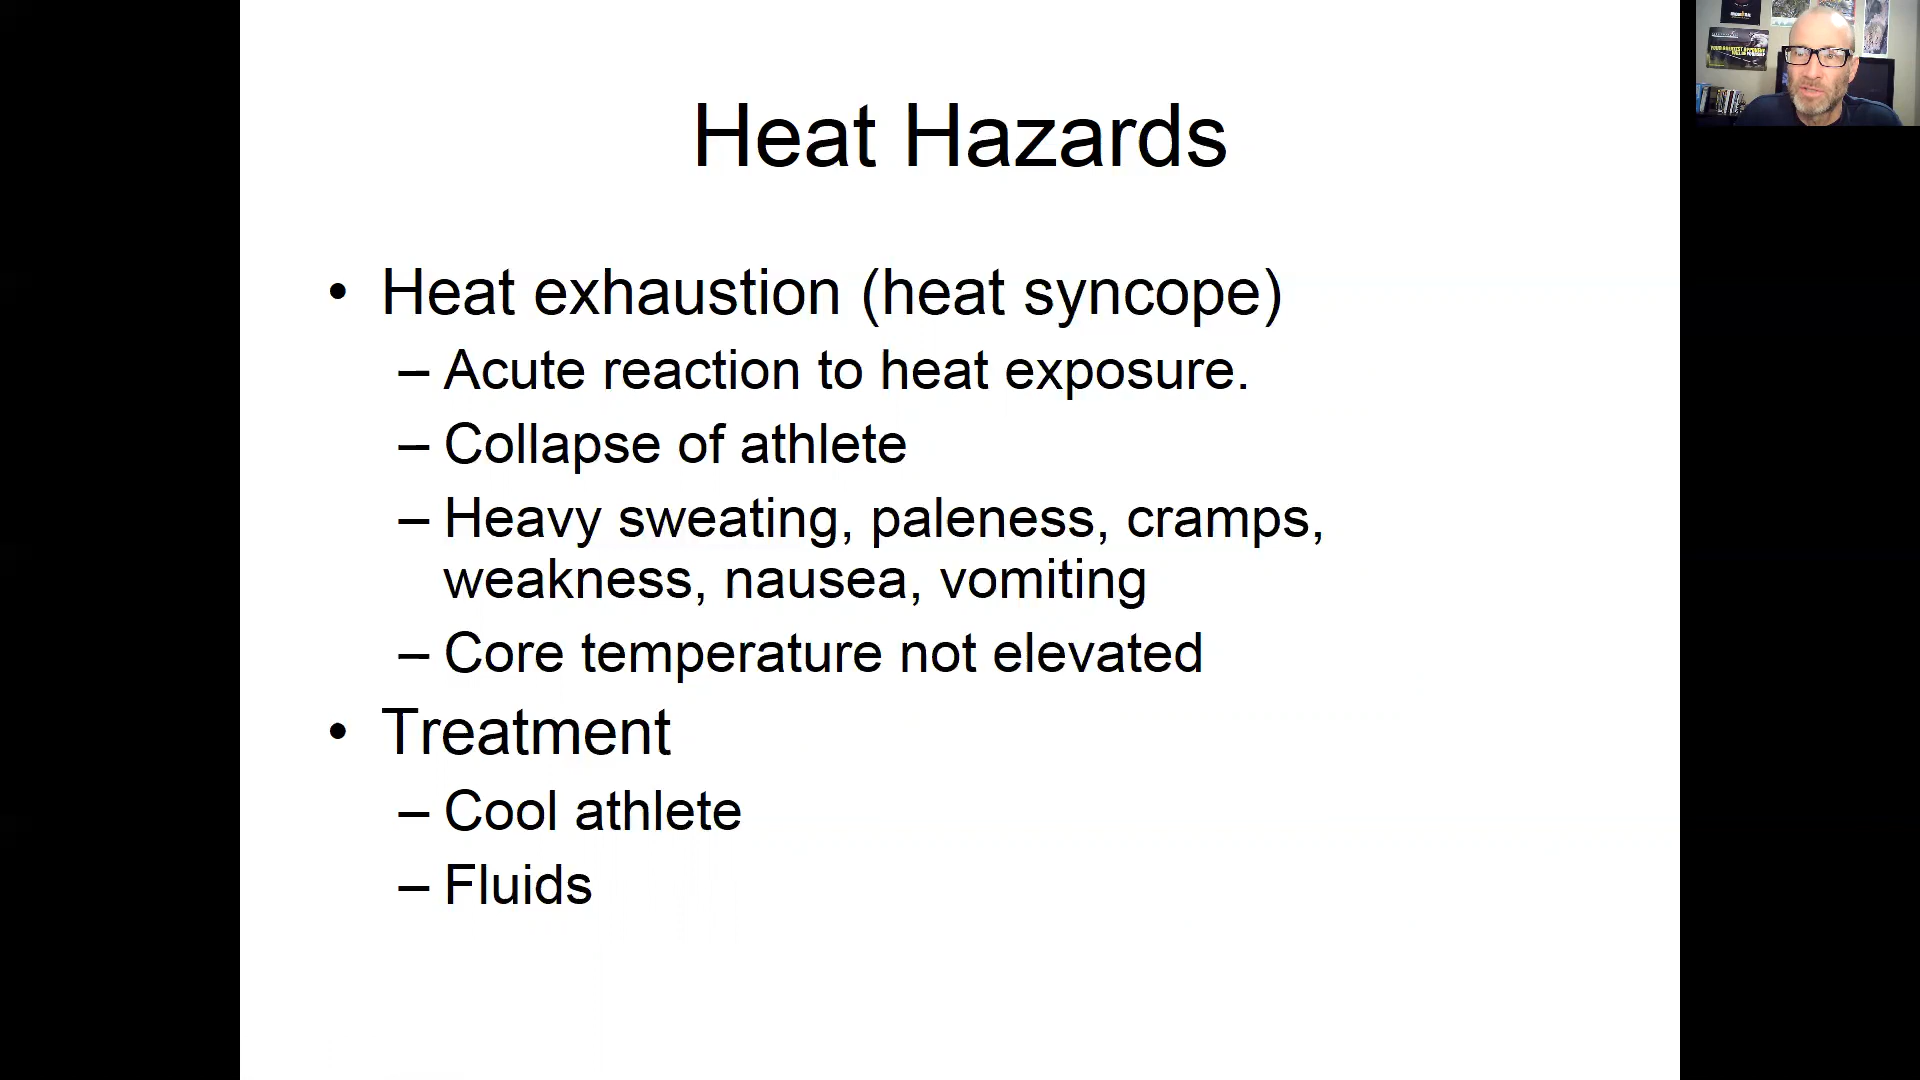 Heat Hazards
• Heat exhaustion (heat syncope)
– Acute reaction to heat exposure.
– Collapse of athlete
– Heavy sweating, paleness, cramps,
weakness, nausea, vomiting
– Core temperature not elevated
• Treatment
– Cool athlete
– Fluids